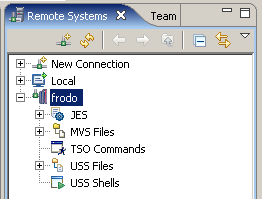 Remote Systems Team
New Connection
Local
frodo
JES
MVS Files
TSO Commands
USS Files
USS Shells